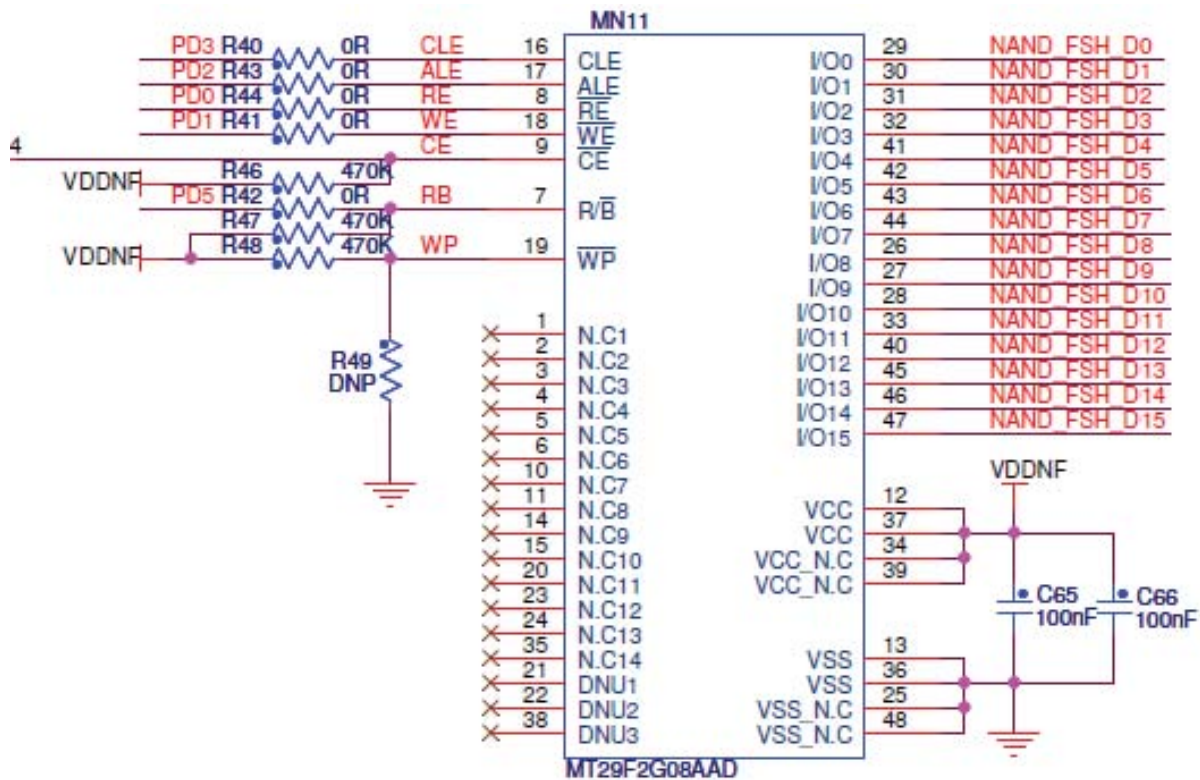 MN11
PD3 R40 0R CLE 16 CLE I/O0 29 NAND_FSH_D0
PD2 R43 0R ALE 17 ALE I/O1 30 NAND_FSH_D1
PD0 R44 0R RE 8 RE I/O2 31 NAND_FSH_D2
PD1 R41 0R WE 18 WE I/O3 32 NAND_FSH_D3
4 CE 9 CE I/O4 41 NAND_FSH_D4
VDDNF R46 470K I/O5 42 NAND_FSH_D5
PD5 R42 0R RB 7 R/B I/O6 43 NAND_FSH_D6
R47 470K I/O7 44 NAND_FSH_D7
VDDNF R48 470K WP 19 WP I/O8 26 NAND_FSH_D8
I/O9 27 NAND_FSH_D9
I/O10 28 NAND_FSH_D10
1 N.C1 I/O11 33 NAND_FSH_D11
2 N.C2 I/O12 40 NAND_FSH_D12
R49
DNP
3 N.C3 I/O13 45 NAND_FSH_D13
4 N.C4 I/O14 46 NAND_FSH_D14
5 N.C5 I/O15 47 NAND_FSH_D15
6 N.C6
10 N.C7
VDDNF
11 N.C8 VCC 12
14 N.C9 VCC 37
15 N.C10 VCC_N.C 34
20 N.C11 VCC_N.C 39
23 N.C12
C65
100nF
C66
100nF
24 N.C13
35 N.C14 VSS 13
21 DNU1 VSS 36
22 DNU2 VSS_N.C 25
38 DNU3 VSS_N.C 48
MT29F2G08AAD